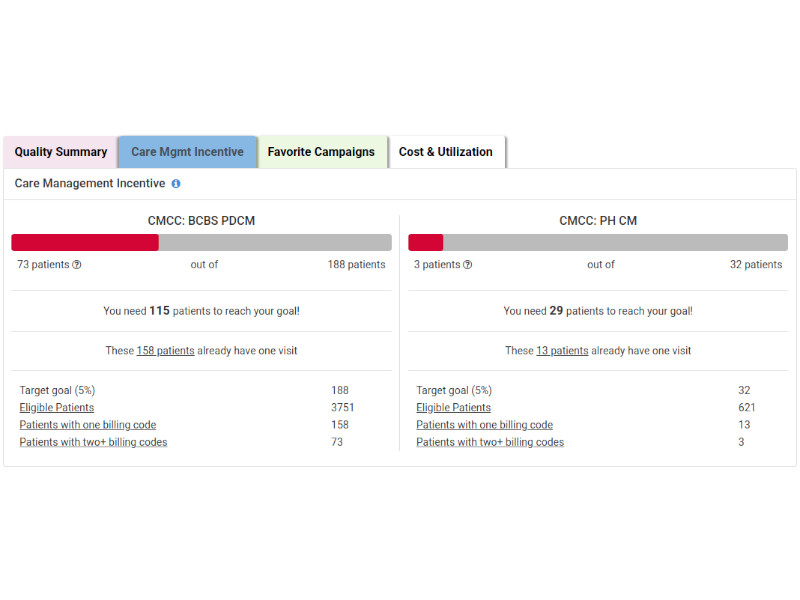 Quality Summary Care Mgmt Incentive Favorite Campaigns Cost & Utilization
Care Management Incentive
CMCC: BCBS PDCM
73 patients out of 188 patients
You need 115 patients to reach your goal!
These 158 patients already have one visit
Target goal (5%) 188
Eligible Patients 3751
Patients with one billing code 158
Patients with two+ billing codes 73
CMCC: PH CM
3 patients out of 32 patients
You need 29 patients to reach your goal!
These 13 patients already have one visit
Target goal (5%) 32
Eligible Patients 621
Patients with one billing code 13
Patients with two+ billing codes 3